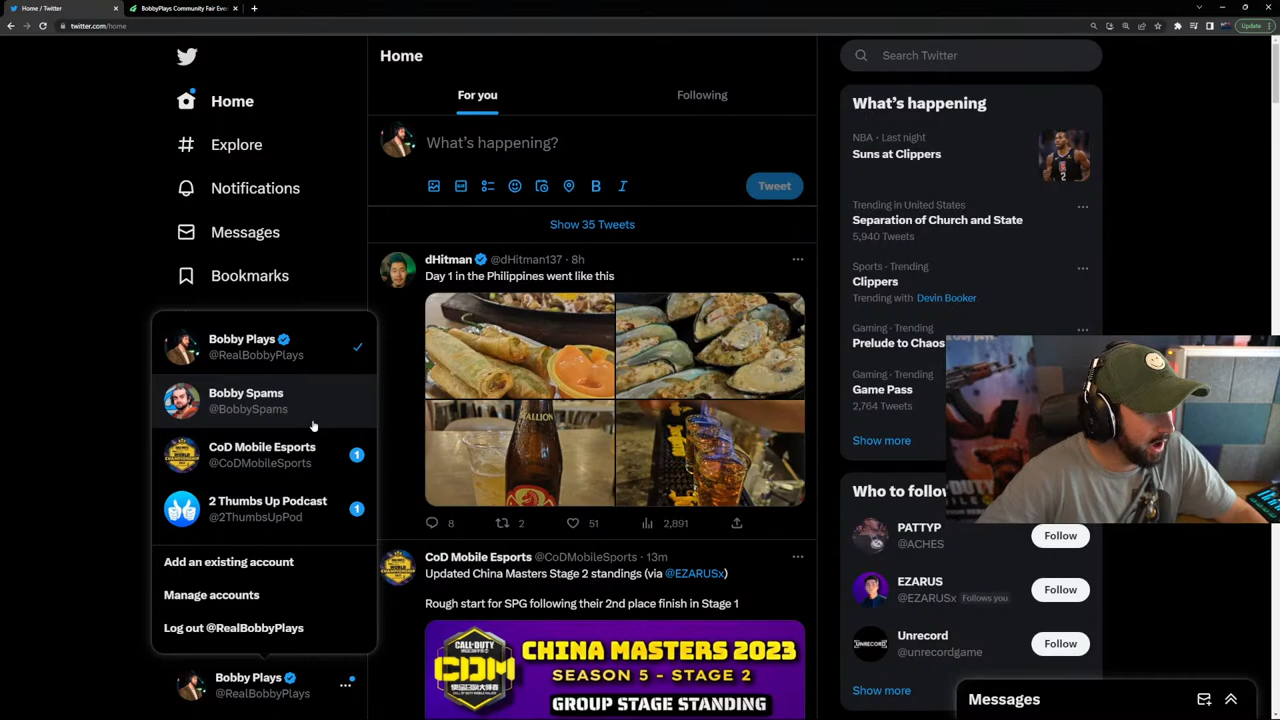 Home / Twitter
BobbyPlays Community Fair Ever
twitter.com/home
Update
Home
Explore
Notifications
Messages
Bookmarks
Bobby Plays
@RealBobbyPlays
Bobby Spams
@BobbySpams
CoD Mobile Esports
@CoDMobileSports
1
2 Thumbs Up Podcast
@2ThumbsUpPod
1
Add an existing account
Manage accounts
Log out @RealBobbyPlays
Bobby Plays
@RealBobbyPlays
Home
For you
Following
What's happening?
GIF
B I
Tweet
Show 35 Tweets
dHitman @dHitman137 · 8h
Day 1 in the Philippines went like this
8
2
51
2,891
CoD Mobile Esports @CoDMobileSports · 13m
Updated China Masters Stage 2 standings (via @EZARUSx)
Rough start for SPG following their 2nd place finish in Stage 1
CALL·DUTY
CDM
CHINA MASTERS 2023
SEASON 5 - STAGE 2
GROUP STAGE STANDING
Search Twitter
What's happening
NBA · Last night
Suns at Clippers
Trending in United States
Separation of Church and State
5,940 Tweets
Sports · Trending
Clippers
Trending with Devin Booker
Gaming · Trending
Prelude to Chaos
Gaming · Trending
Game Pass
2,764 Tweets
Show more
Who to follow
PATTYP
@ACHES
Follow
EZARUS
@EZARUSx Follows you
Follow
Unrecord
@unrecordgame
Follow
Show more
Messages